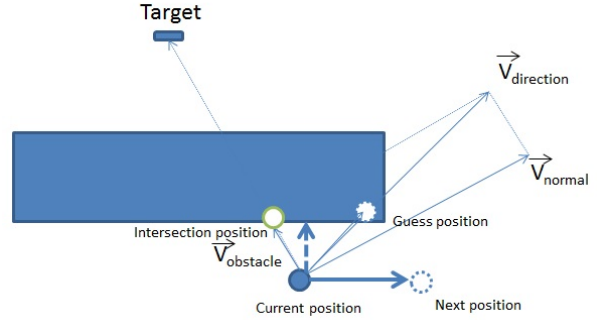 Target
V direction
V normal
Guess position
Intersection position
V obstacle
Current position
Next position